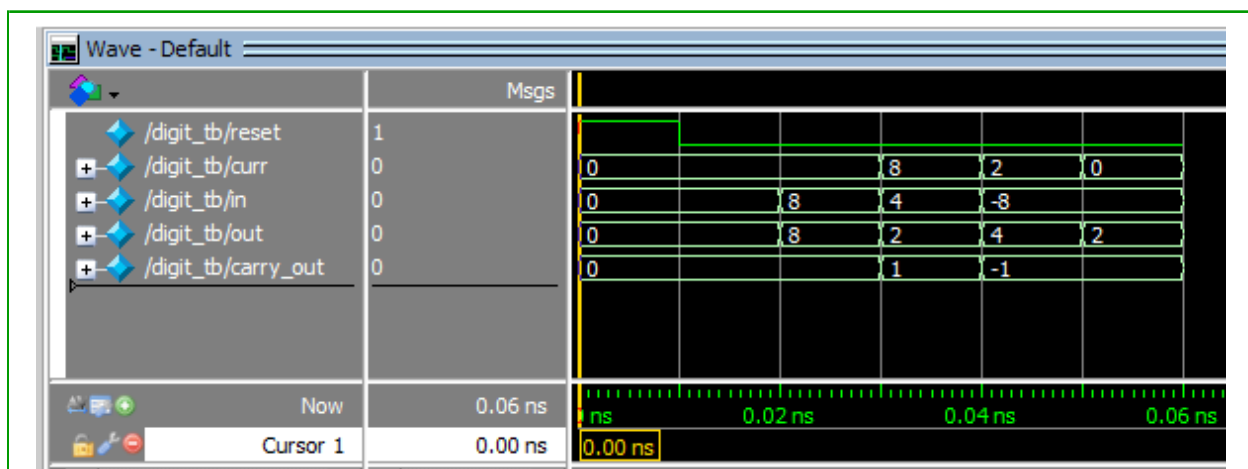 Wave - Default
Msgs
/digit_tb/reset 1
/digit_tb/curr 0 0 8 2 0
/digit_tb/in 0 0 8 4 -8
/digit_tb/out 0 0 8 2 4 2
/digit_tb/carry_out 0 0 1 -1
Now 0.06 ns ns 0.02 ns 0.04 ns 0.06 ns
Cursor 1 0.00 ns 0.00 ns